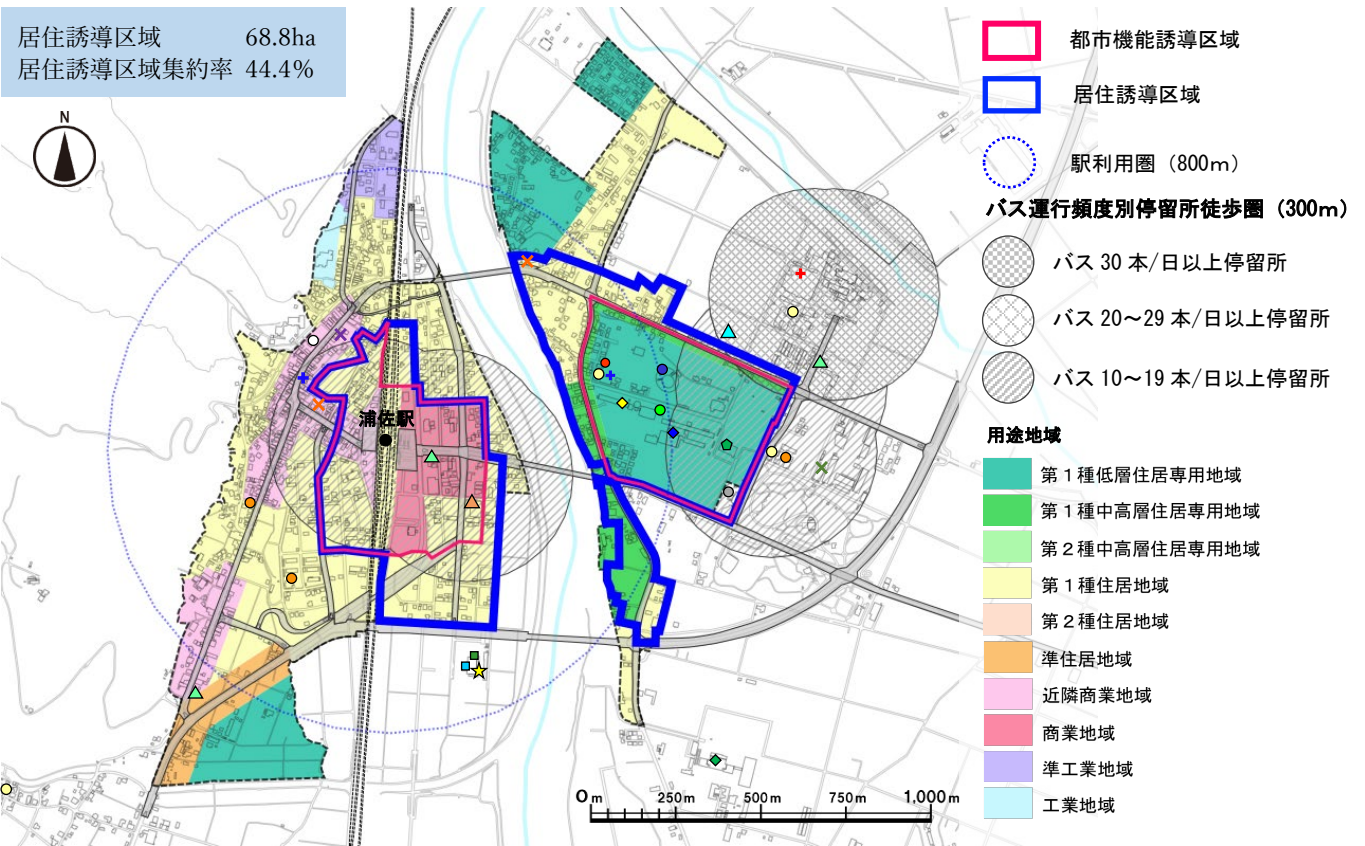 居住誘導区域 68.8ha
居住誘導区域集約率 44.4%
N
浦佐駅
0m 250m 500m 750m 1,000m
都市機能誘導区域
居住誘導区域
駅利用圏（800m）
バス運行頻度別停留所徒歩圏（300m）
バス 30 本/日以上停留所
バス 20～29 本/日以上停留所
バス 10～19 本/日以上停留所
用途地域
第１種低層住居専用地域
第１種中高層住居専用地域
第２種中高層住居専用地域
第１種住居地域
第２種住居地域
準住居地域
近隣商業地域
商業地域
準工業地域
工業地域